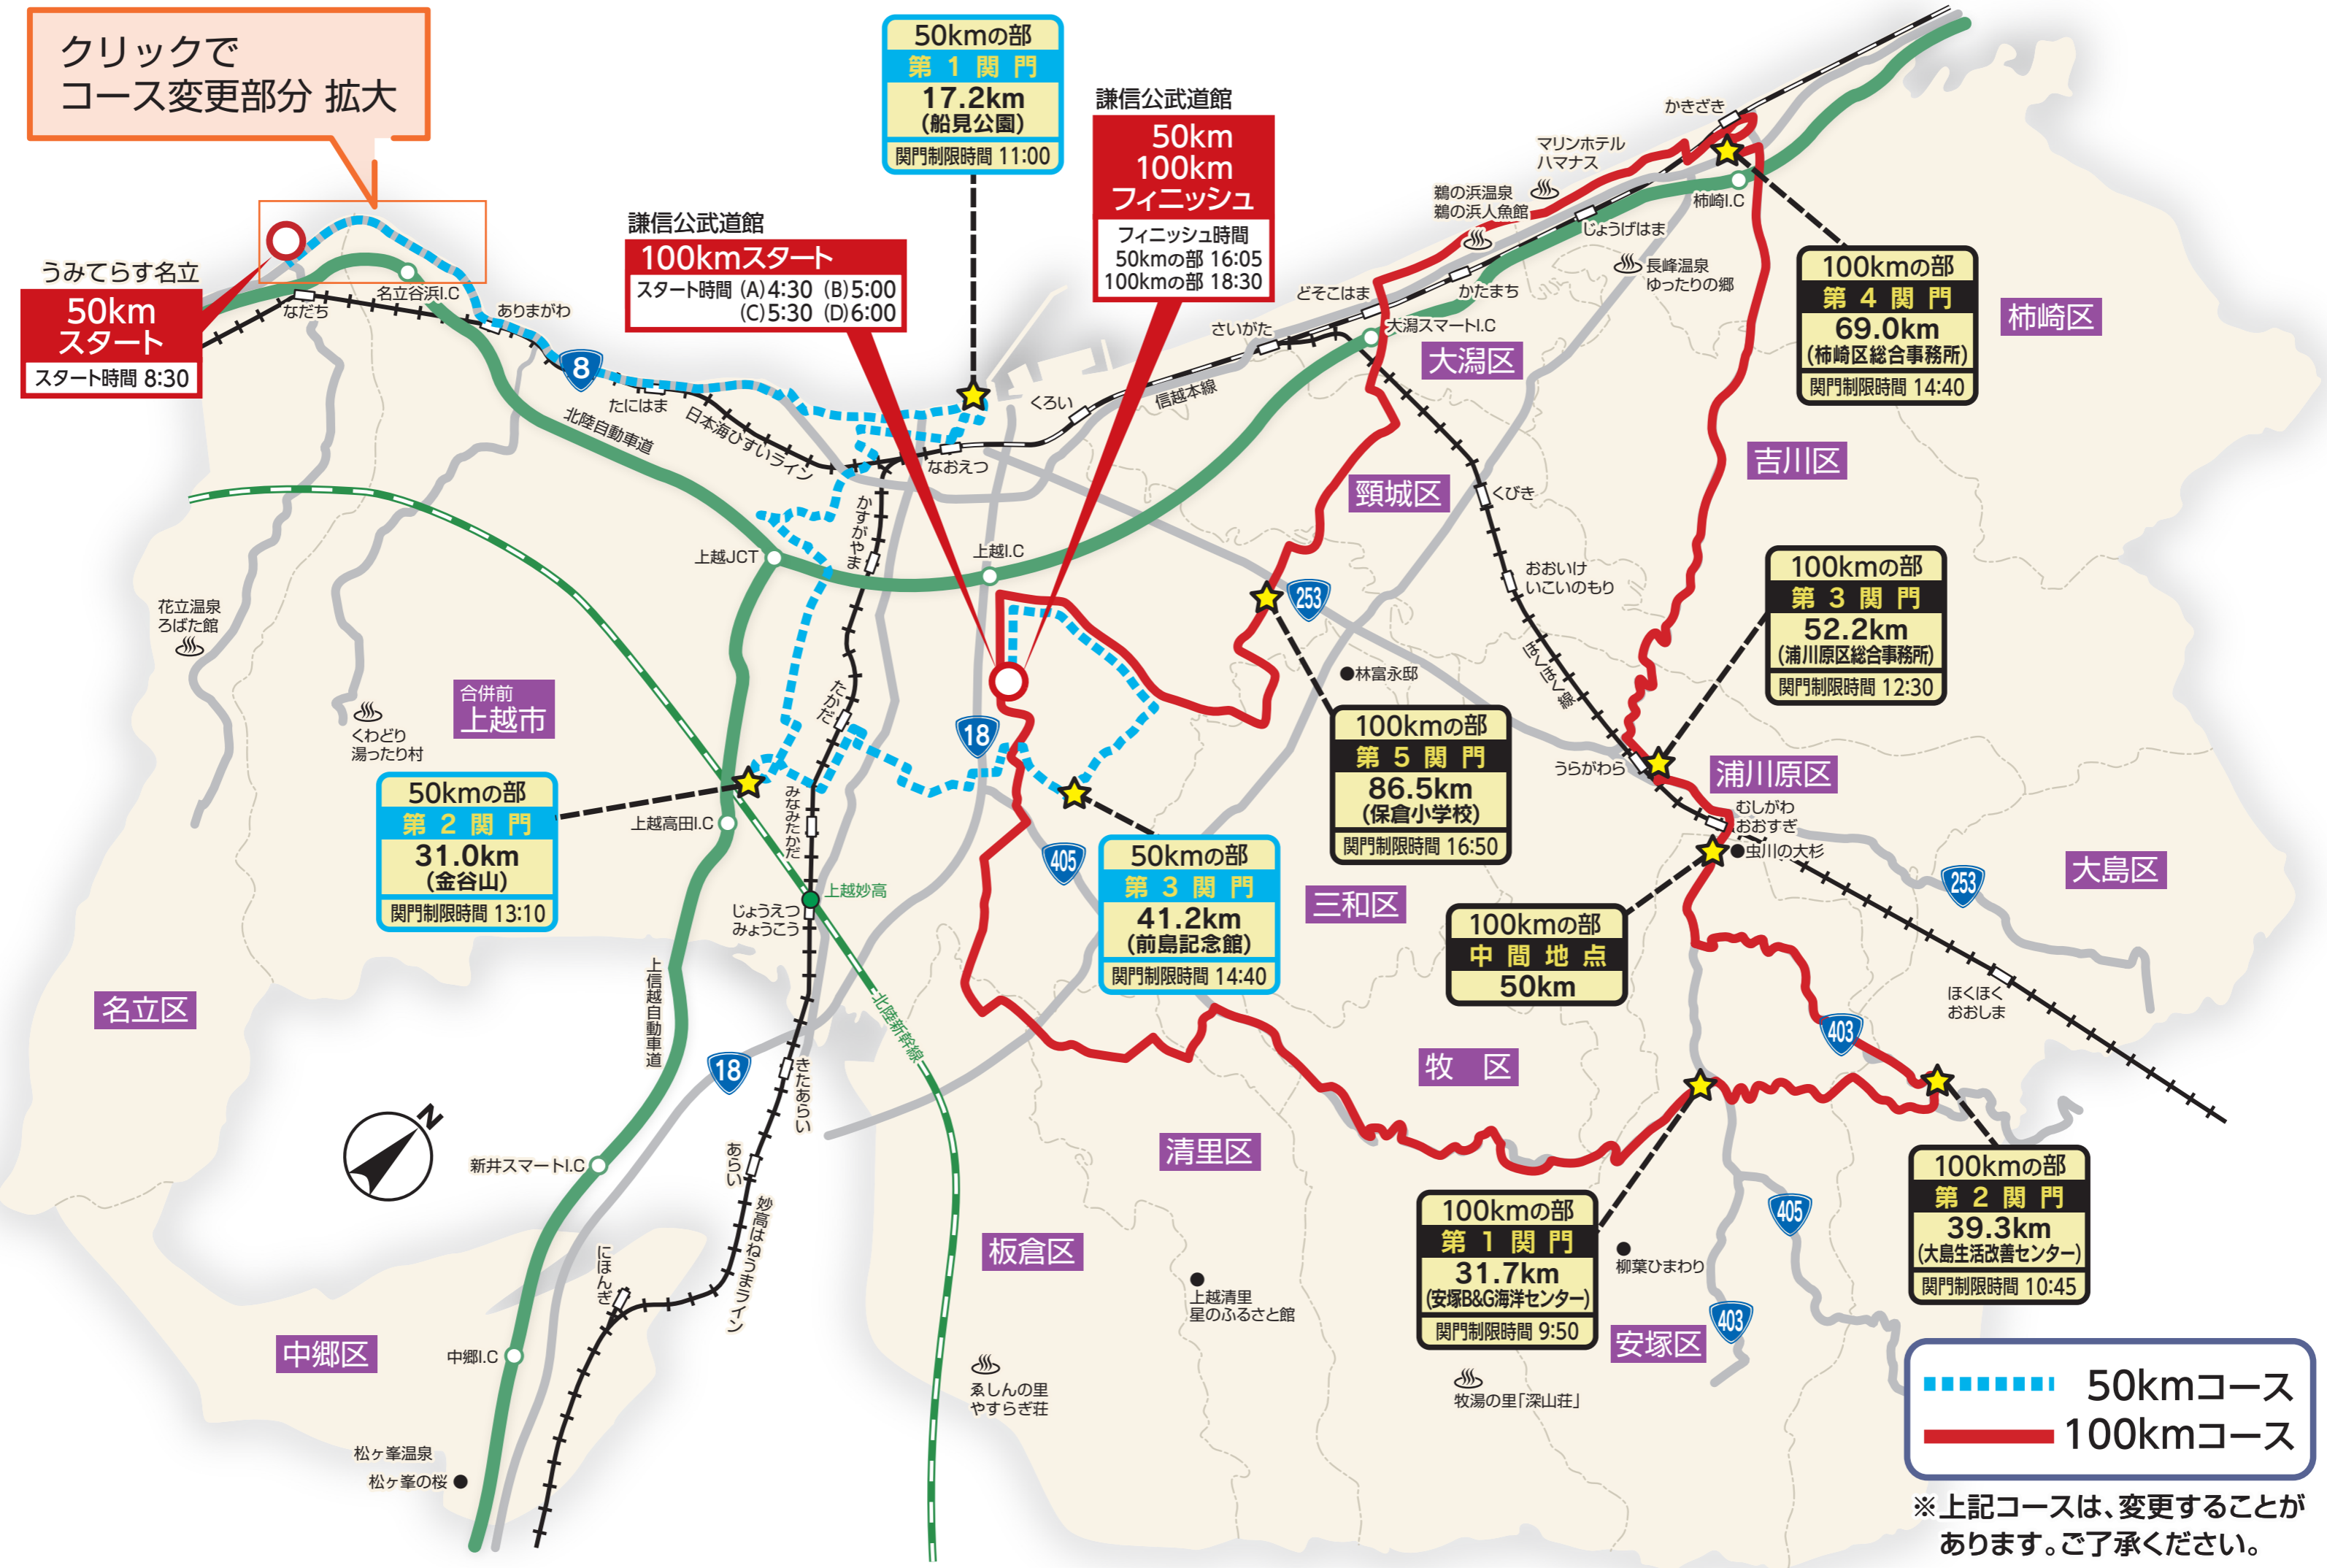 クリックで
コース変更部分 拡大
50kmの部
第1関門
17.2km
(船見公園)
関門制限時間 11:00
謙信公武道館
50km
100km
フィニッシュ
フィニッシュ時間
50kmの部 16:05
100kmの部 18:30
謙信公武道館
100kmスタート
スタート時間 (A)4:30 (B)5:00
(C)5:30 (D)6:00
うみてらす名立
50km
スタート
スタート時間 8:30
名立谷浜I.C
なだち
ありまがわ
8
たにはま
北陸自動車道
日本海ひすいライン
なおえつ
くろい
信越本線
さいがた
どそこはま
かたまち
大潟スマートI.C
じょうげはま
かきざき
柿崎I.C
マリンホテル
ハマナス
鵜の浜温泉
鵜の浜人魚館
長峰温泉
ゆったりの郷
100kmの部
第4関門
69.0km
(柿崎区総合事務所)
関門制限時間 14:40
柿崎区
大潟区
吉川区
頸城区
くびき
おおいけ
いこいのもり
ほくほく線
上越JCT
上越I.C
かすがやま
253
100kmの部
第3関門
52.2km
(浦川原区総合事務所)
関門制限時間 12:30
花立温泉
ろばた館
くわどり
湯ったり村
合併前
上越市
たかだ
18
林富永邸
うらがわら
浦川原区
むしがわ
おおすぎ
虫川の大杉
100kmの部
第5関門
86.5km
(保倉小学校)
関門制限時間 16:50
50kmの部
第2関門
31.0km
(金谷山)
関門制限時間 13:10
上越高田I.C
みなみたかだ
405
50kmの部
第3関門
41.2km
(前島記念館)
関門制限時間 14:40
三和区
大島区
253
上越妙高
じょうえつ
みょうこう
100kmの部
中間地点
50km
ほくほく
おおしま
名立区
上信越自動車道
北陸新幹線
403
牧 区
18
きたあらい
N
清里区
新井スマートI.C
あらい
妙高はねうまライン
100kmの部
第1関門
31.7km
(安塚B&G海洋センター)
関門制限時間 9:50
柳葉ひまわり
405
100kmの部
第2関門
39.3km
(大島生活改善センター)
関門制限時間 10:45
板倉区
にほんぎ
上越清里
星のふるさと館
403
安塚区
中郷区
中郷I.C
ゑしんの里
やすらぎ荘
牧湯の里「深山荘」
松ヶ峯温泉
松ヶ峯の桜
50kmコース
100kmコース
※上記コースは、変更することが
あります。ご了承ください。